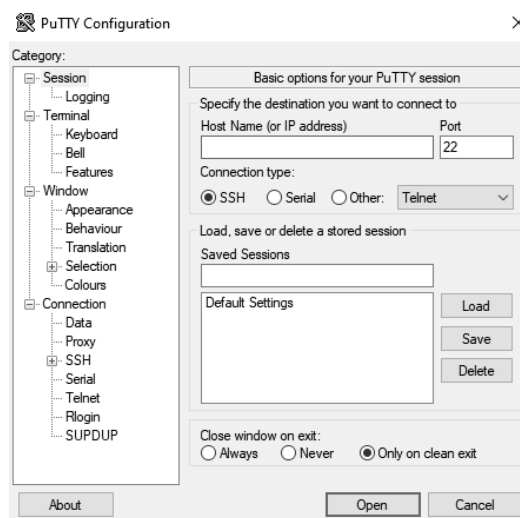 PuTTY Configuration
Category:
Session
Logging
Terminal
Keyboard
Bell
Features
Window
Appearance
Behaviour
Translation
Selection
Colours
Connection
Data
Proxy
SSH
Serial
Telnet
Rlogin
SUPDUP
Basic options for your PuTTY session
Specify the destination you want to connect to
Host Name (or IP address) Port
22
Connection type:
SSH Serial Other: Telnet
Load, save or delete a stored session
Saved Sessions
Default Settings
Load
Save
Delete
Close window on exit:
Always Never Only on clean exit
About Open Cancel